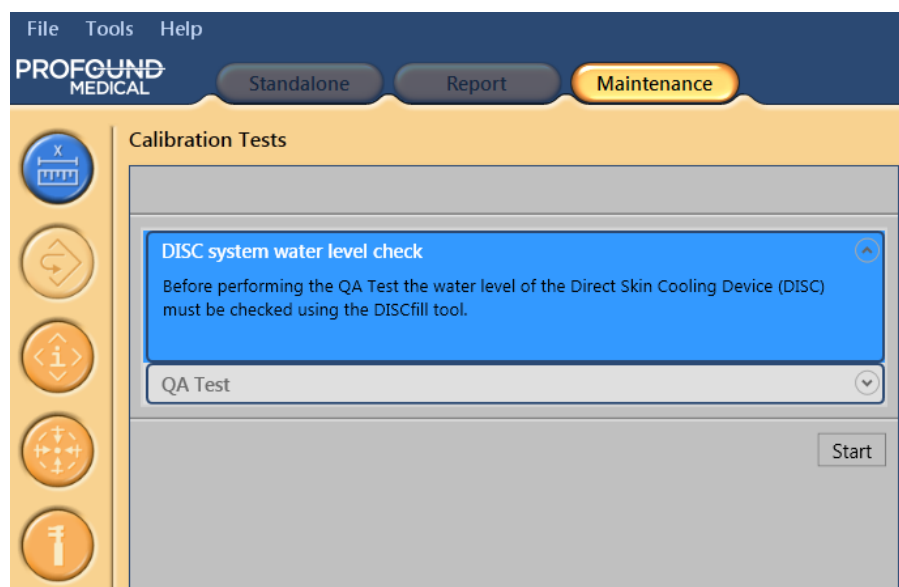 File Tools Help
PROFOUND
MEDICAL
Standalone Report Maintenance
Calibration Tests
x
DISC system water level check
Before performing the QA Test the water level of the Direct Skin Cooling Device (DISC)
must be checked using the DISCfill tool.
i
QA Test
Start